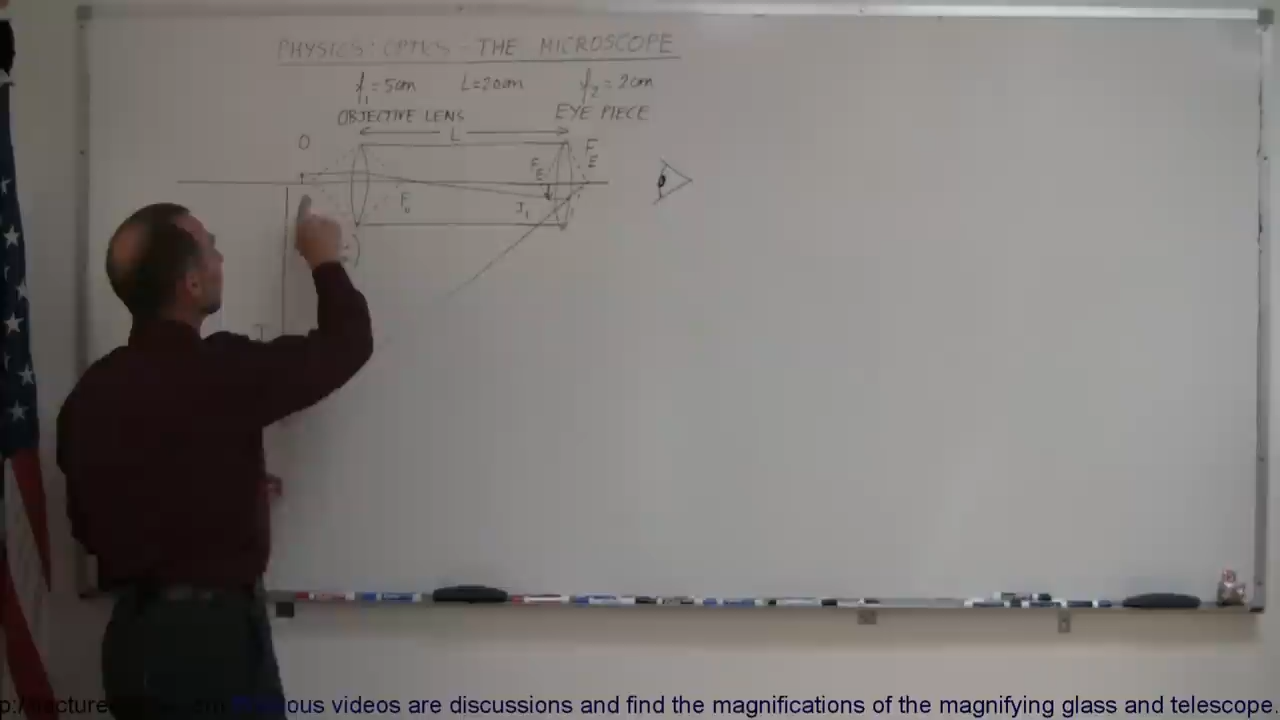 PHYSICS: OPTICS - THE MICROSCOPE
f1 = 5cm L=20cm f2 = 2cm
OBJECTIVE LENS EYE PIECE
L
O
FE
FE
Fo
I1
I
Previous videos are discussions and find the magnifications of the magnifying glass and telescope.